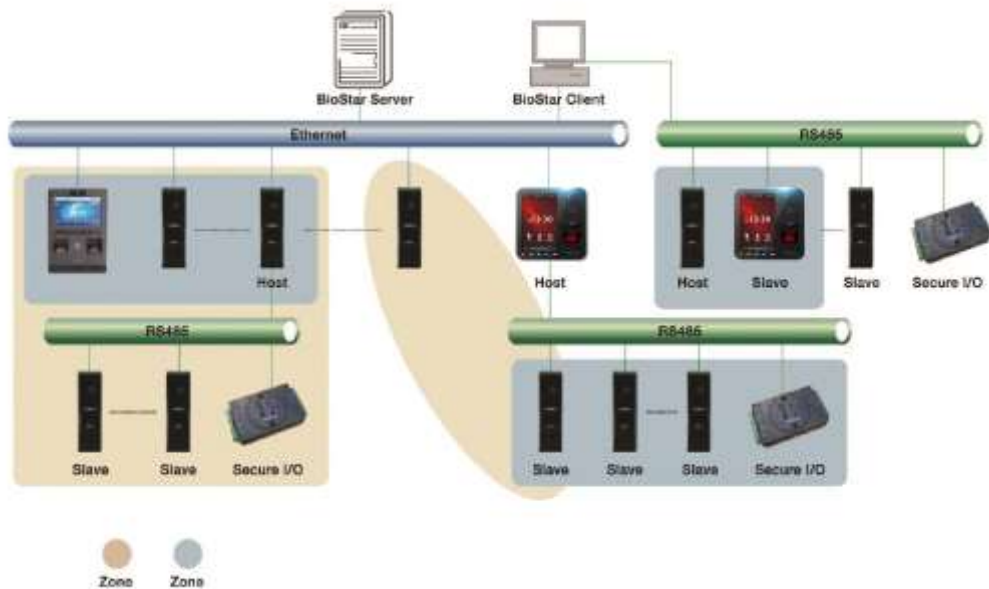 BioStar Server
BioStar Client
Ethernet
RS485
Host
Host
Host
Slave
Slave
Secure I/O
RS485
RS485
Slave
Slave
Secure I/O
Slave
Slave
Slave
Secure I/O
Zone
Zone